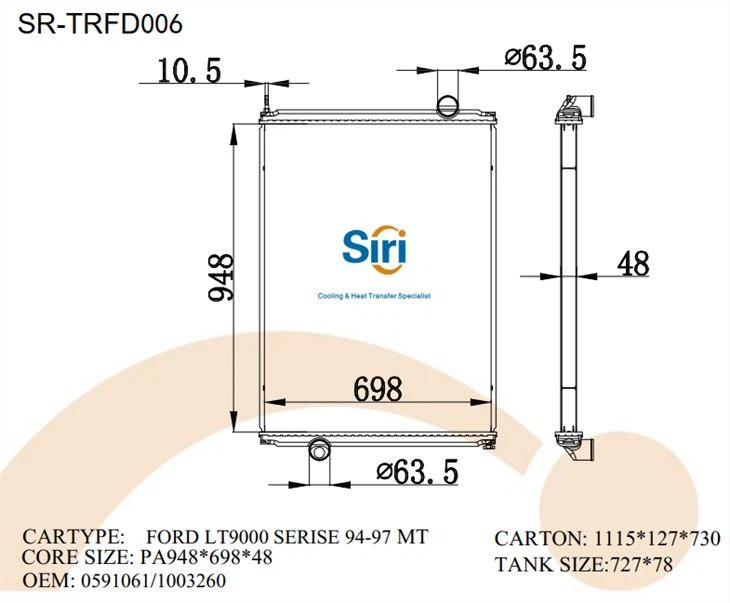 SR-TRFD006
10.5
⌀63.5
948
Siri
Cooling & Heat Transfer Specialist
48
698
⌀63.5
CARTYPE: FORD LT9000 SERISE 94-97 MT
CORE SIZE: PA948*698*48
OEM: 0591061/1003260
CARTON: 1115*127*730
TANK SIZE:727*78